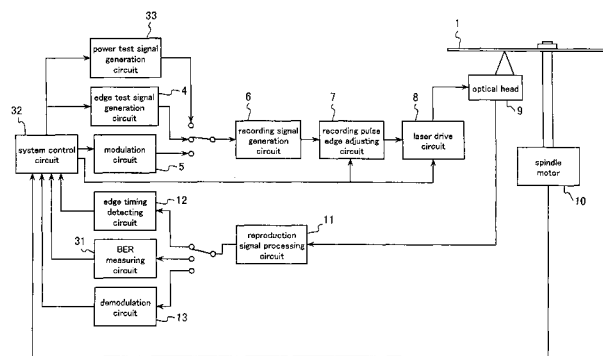 33
power test signal
generation
circuit
4
edge test signal
generation
circuit
32
system control
circuit
modulation
circuit
5
6
recording signal
generation
circuit
7
recording pulse
edge adjusting
circuit
8
laser drive
circuit
1
optical head
9
spindle
motor
10
edge timing
detecting
circuit
12
31
BER
measuring
circuit
demodulation
circuit
13
reproduction
signal processing
circuit
11